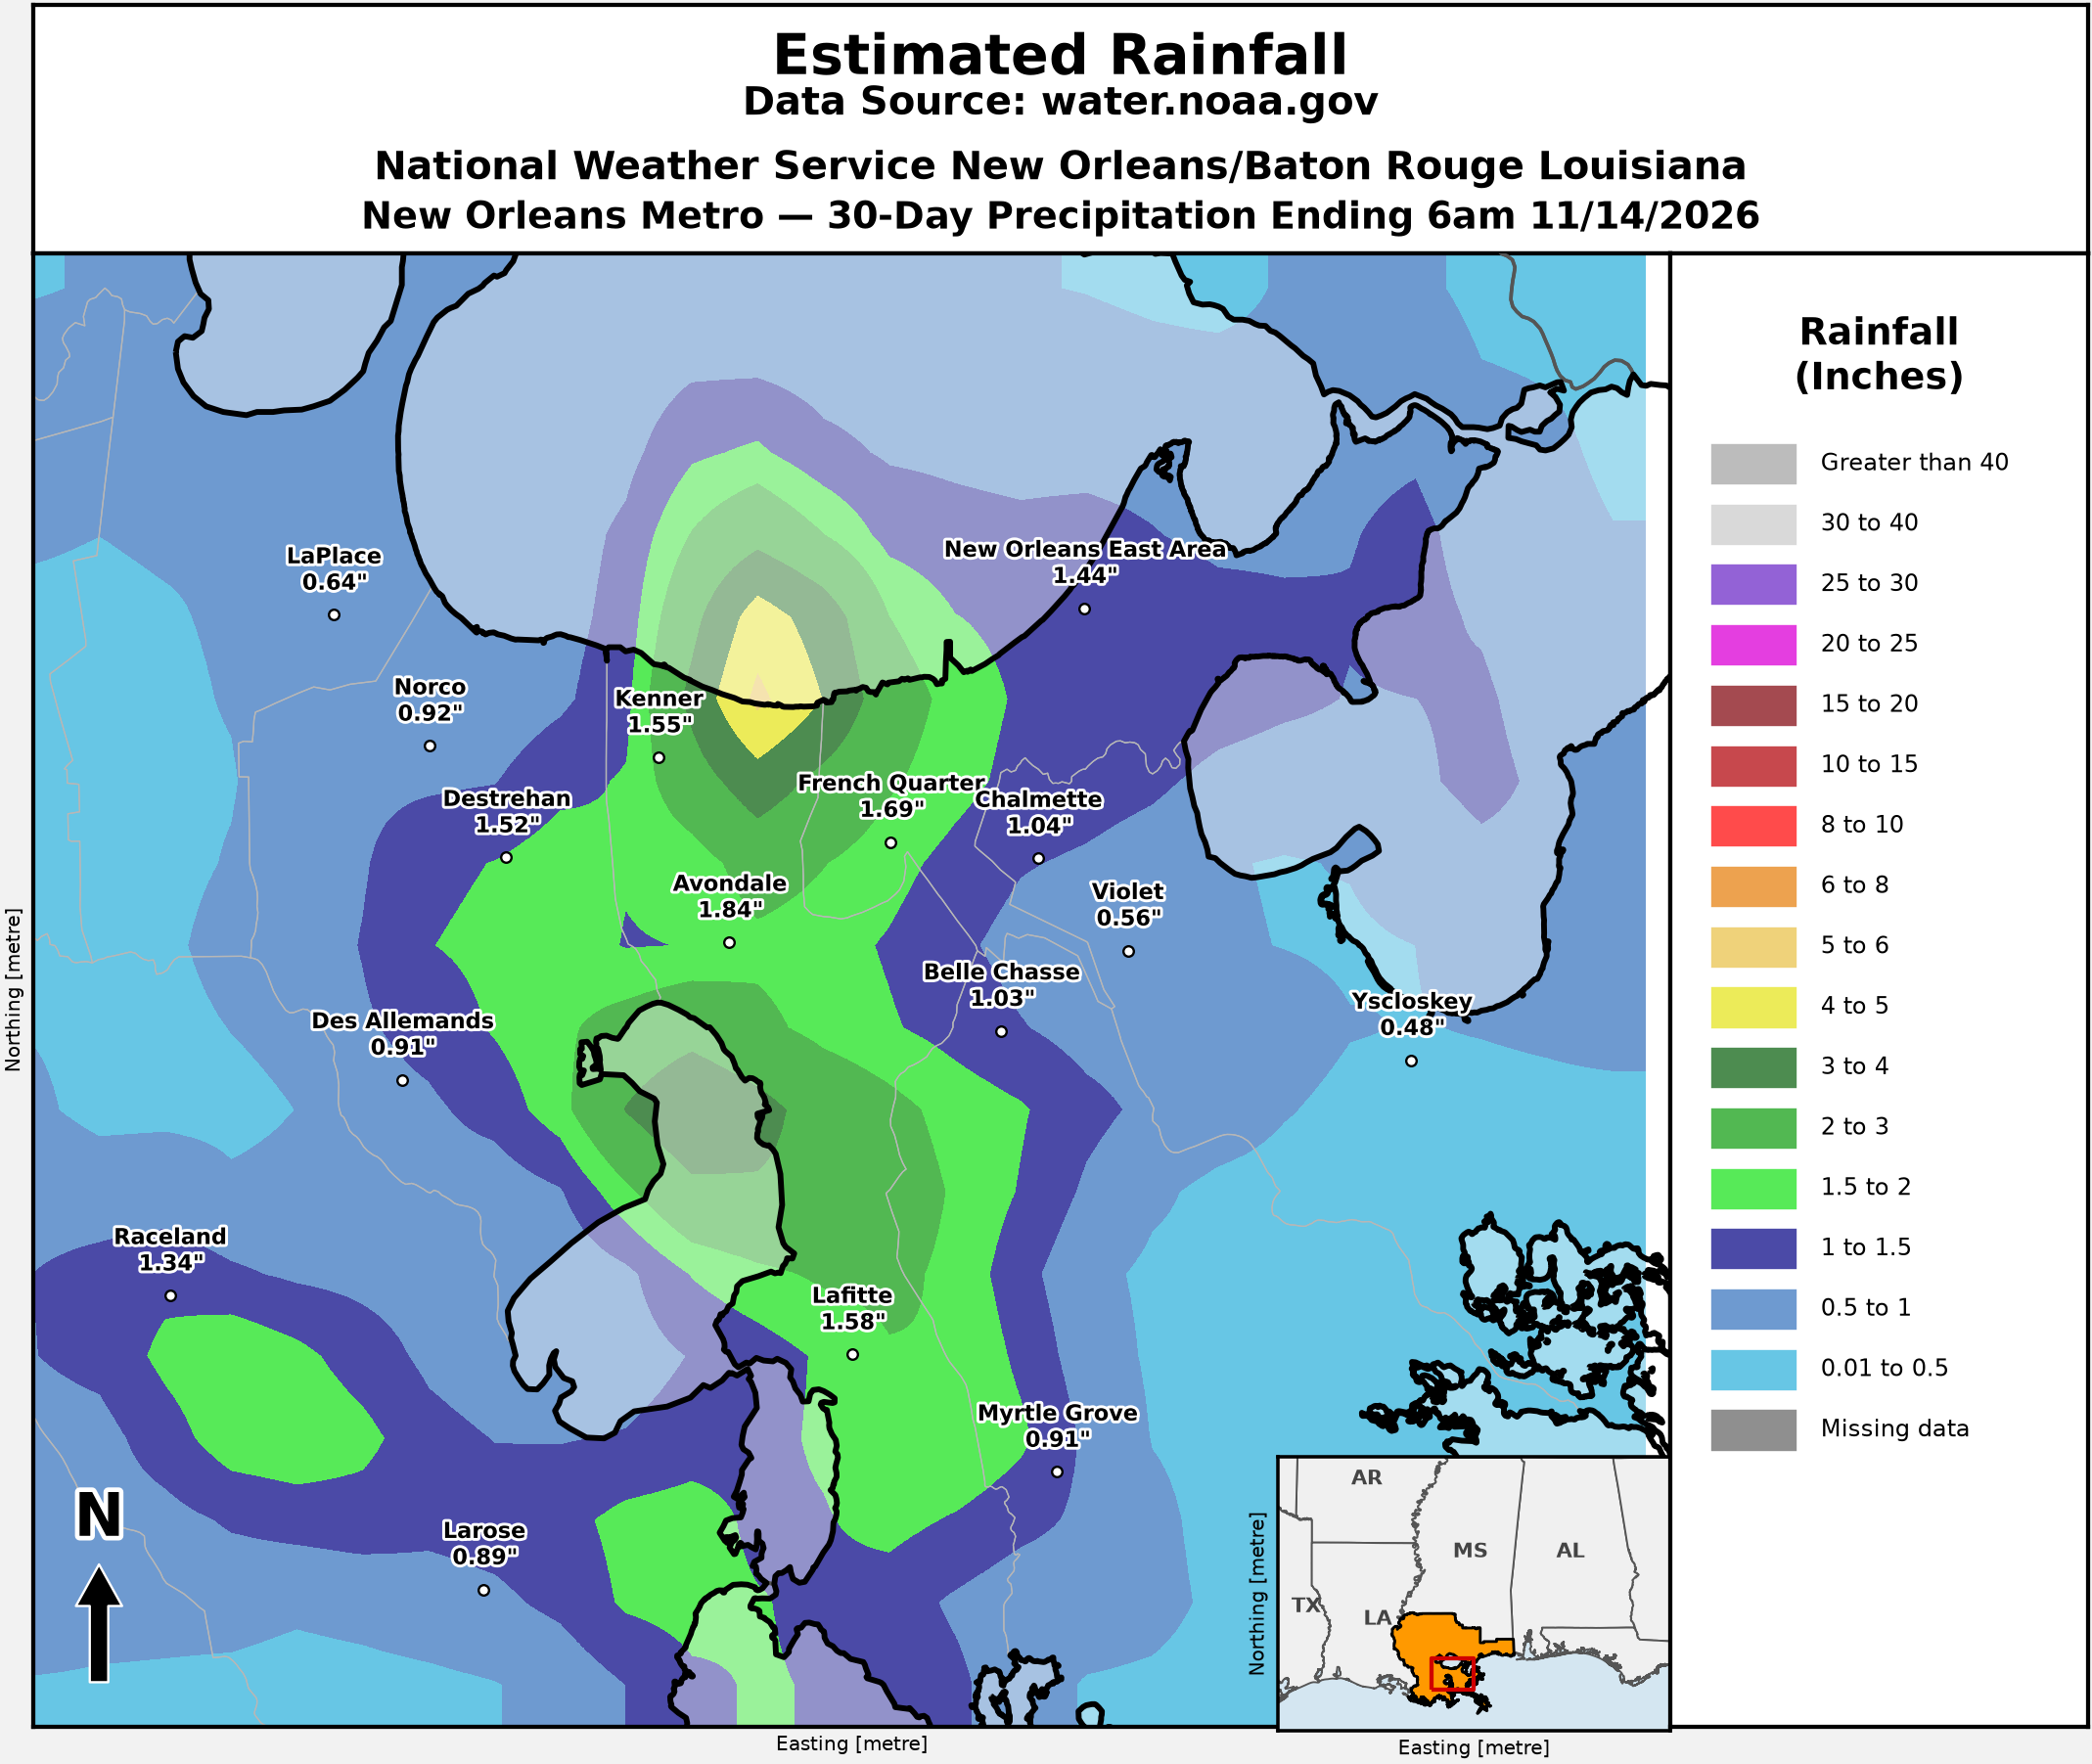 Estimated Rainfall
Data Source: water.noaa.gov
National Weather Service New Orleans/Baton Rouge Louisiana
New Orleans Metro — 30-Day Precipitation Ending 6am 11/14/2026
Rainfall
(Inches)
Greater than 40
30 to 40
25 to 30
20 to 25
15 to 20
10 to 15
8 to 10
6 to 8
5 to 6
4 to 5
3 to 4
2 to 3
1.5 to 2
1 to 1.5
0.5 to 1
0.01 to 0.5
Missing data
LaPlace
0.64"
New Orleans East Area
1.44"
Norco
0.92"
Kenner
1.55"
Destrehan
1.52"
French Quarter
1.69"
Chalmette
1.04"
Avondale
1.84"
Violet
0.56"
Belle Chasse
1.03"
Yscloskey
0.48"
Des Allemands
0.91"
Raceland
1.34"
Lafitte
1.58"
Myrtle Grove
0.91"
Larose
0.89"
N
Northing [metre]
Easting [metre]
AR
MS
AL
TX
LA
Northing [metre]
Easting [metre]